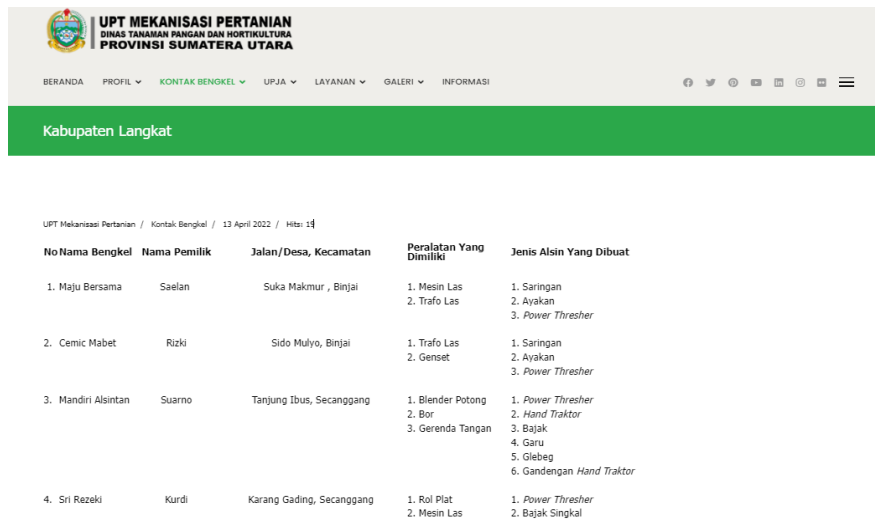 UPT MEKANISASI PERTANIAN
DINAS TANAMAN PANGAN DAN HORTIKULTURA
PROVINSI SUMATERA UTARA
BERANDA PROFIL KONTAK BENGKEL UPJA LAYANAN GALERI INFORMASI
Kabupaten Langkat
UPT Mekanisasi Pertanian / Kontak Bengkel / 13 April 2022 / Hits: 19
No Nama Bengkel Nama Pemilik Jalan/Desa, Kecamatan Peralatan Yang Dimiliki Jenis Alsin Yang Dibuat
1. Maju Bersama Saelan Suka Makmur , Binjai 1. Mesin Las 1. Saringan
2. Trafo Las 2. Ayakan
3. Power Thresher
2. Cemic Mabet Rizki Sido Mulyo, Binjai 1. Trafo Las 1. Saringan
2. Genset 2. Ayakan
3. Power Thresher
3. Mandiri Alsintan Suarno Tanjung Ibus, Secanggang 1. Blender Potong 1. Power Thresher
2. Bor 2. Hand Traktor
3. Gerenda Tangan 3. Bajak
4. Garu
5. Glebeg
6. Gandengan Hand Traktor
4. Sri Rezeki Kurdi Karang Gading, Secanggang 1. Rol Plat 1. Power Thresher
2. Mesin Las 2. Bajak Singkal